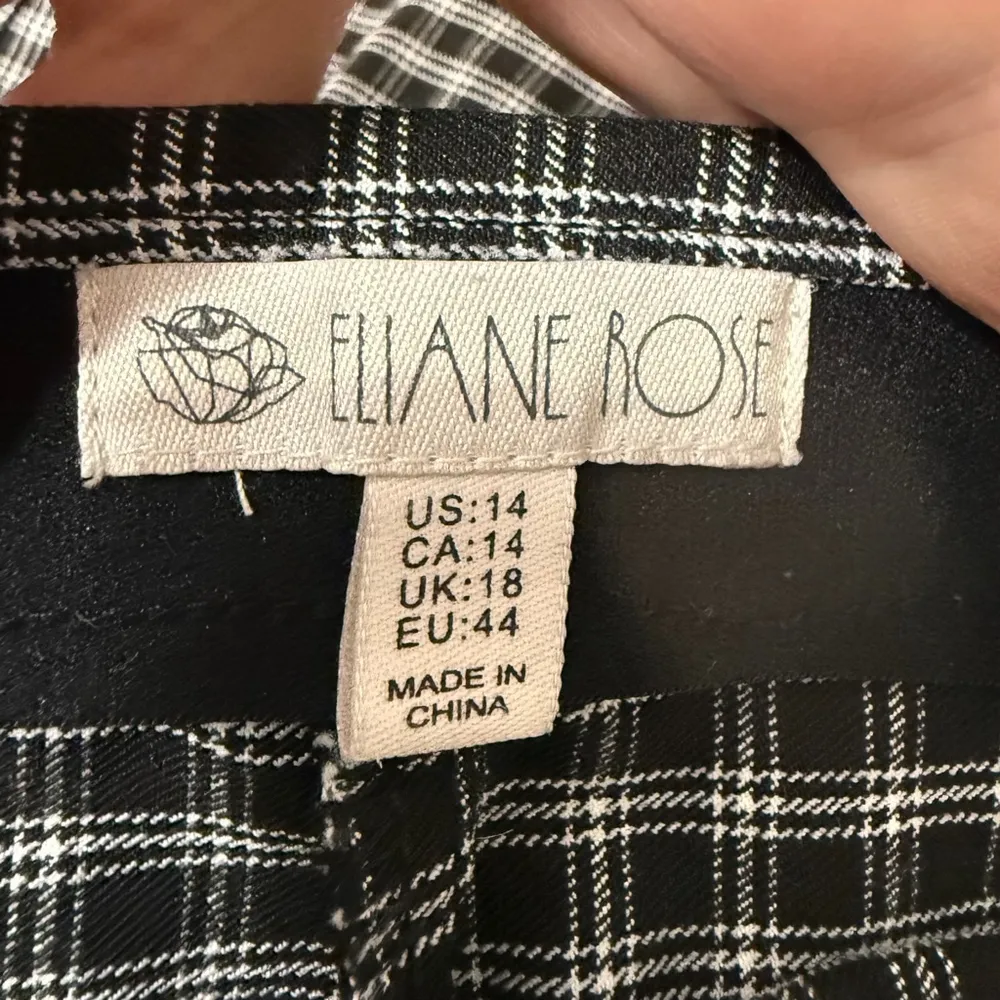 ELIANE ROSE
US:14
CA:14
UK:18
EU:44
MADE IN
CHINA